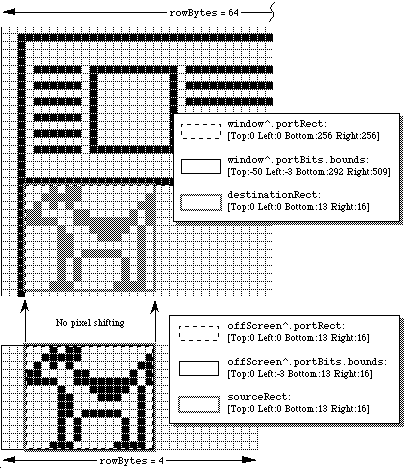 rowBytes = 64
window^.portRect:
[Top:0 Left:0 Bottom:256 Right:256]
window^.portBits.bounds:
[Top:-50 Left:-3 Bottom:292 Right:509]
destinationRect:
[Top:0 Left:0 Bottom:13 Right:16]
No pixel shifting
offScreen^.portRect:
[Top:0 Left:0 Bottom:13 Right:16]
offScreen^.portBits.bounds:
[Top:0 Left:-3 Bottom:13 Right:16]
sourceRect:
[Top:0 Left:0 Bottom:13 Right:16]
rowBytes = 4